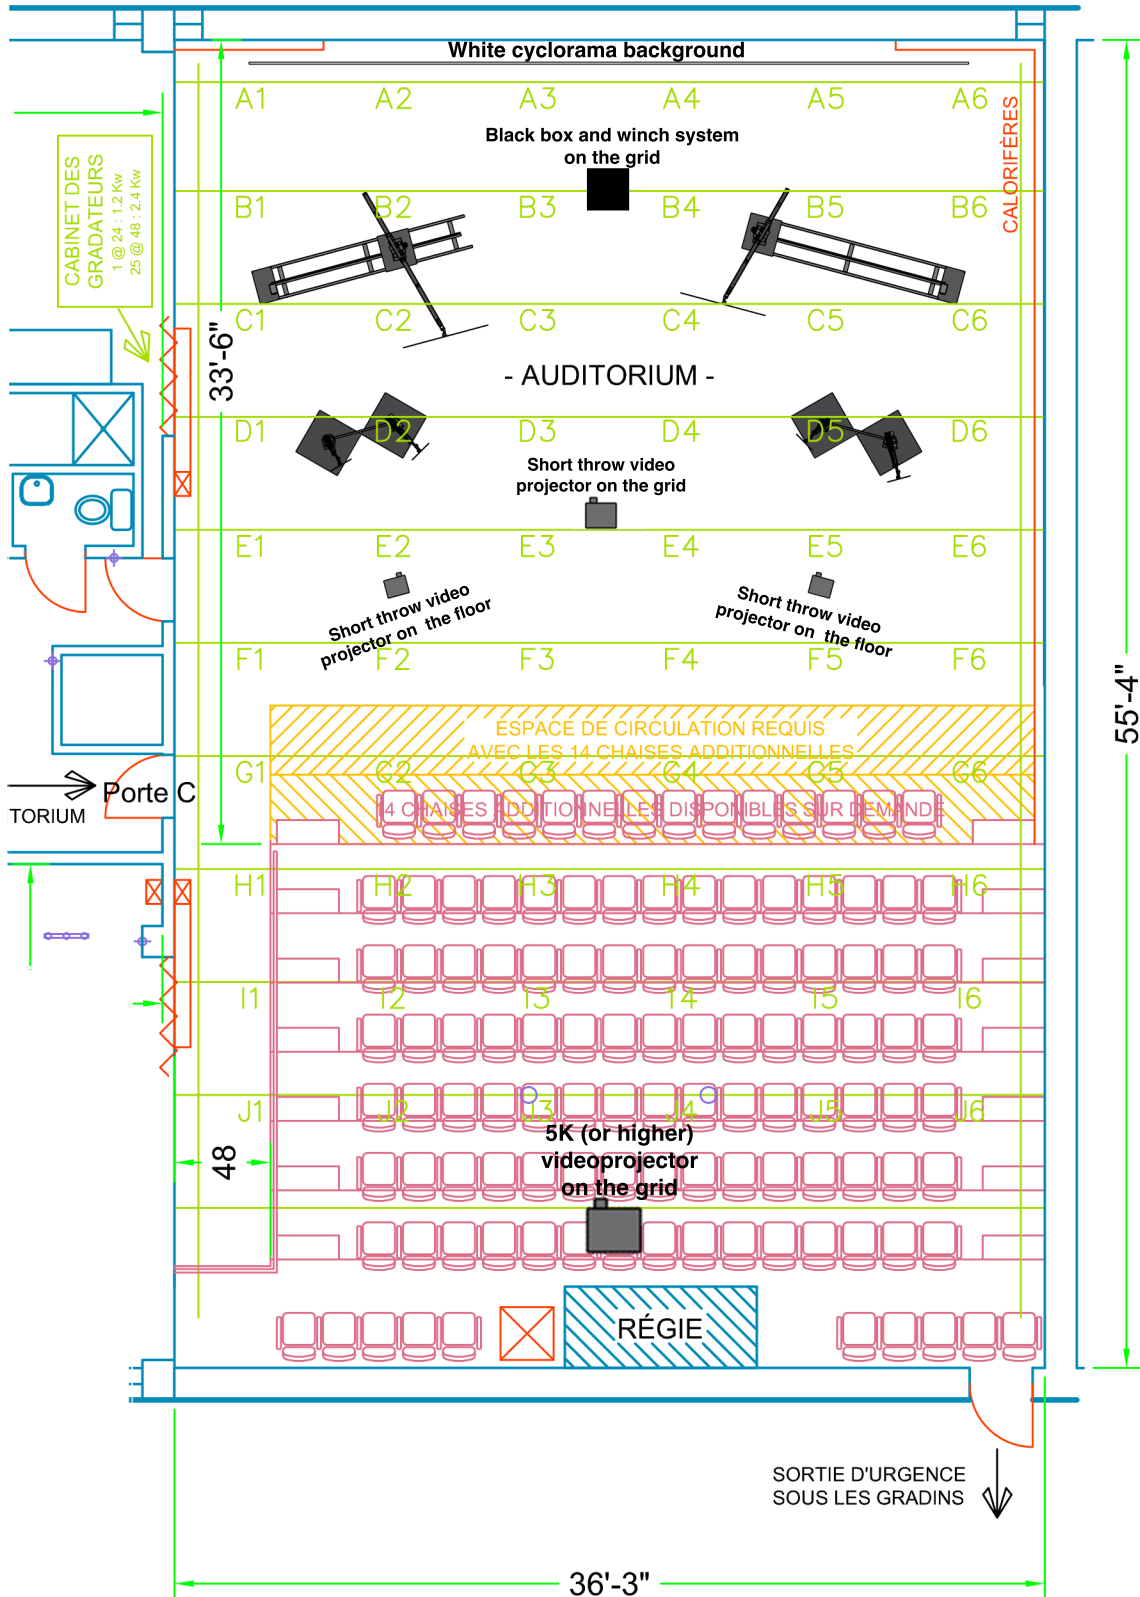 White cyclorama background
A1 A2 A3 A4 A5 A6
Black box and winch system
on the grid
CALORIFÈRES
CABINET DES
GRADATEURS
1 @ 24 : 1.2 Kw
25 @ 48 : 2.4 Kw
B1 B2 B3 B4 B5 B6
C1 C2 C3 C4 C5 C6
33'-6"
- AUDITORIUM -
D1 D2 D3 D4 D5 D6
Short throw video
projector on the grid
E1 E2 E3 E4 E5 E6
Short throw video
projector on the floor
Short throw video
projector on the floor
F1 F2 F3 F4 F5 F6
55'-4"
ESPACE DE CIRCULATION REQUIS
AVEC LES 14 CHAISES ADDITIONNELLES
G1 G2 G3 G4 G5 G6
Porte C
TORIUM
14 CHAISES ADDITIONNELLES DISPONIBLES SUR DEMANDE
H1 H2 H3 H4 H5 H6
I1 I2 I3 I4 I5 I6
J1 J2 J3 J4 J5 J6
48
5K (or higher)
videoprojector
on the grid
RÉGIE
SORTIE D'URGENCE
SOUS LES GRADINS
36'-3"